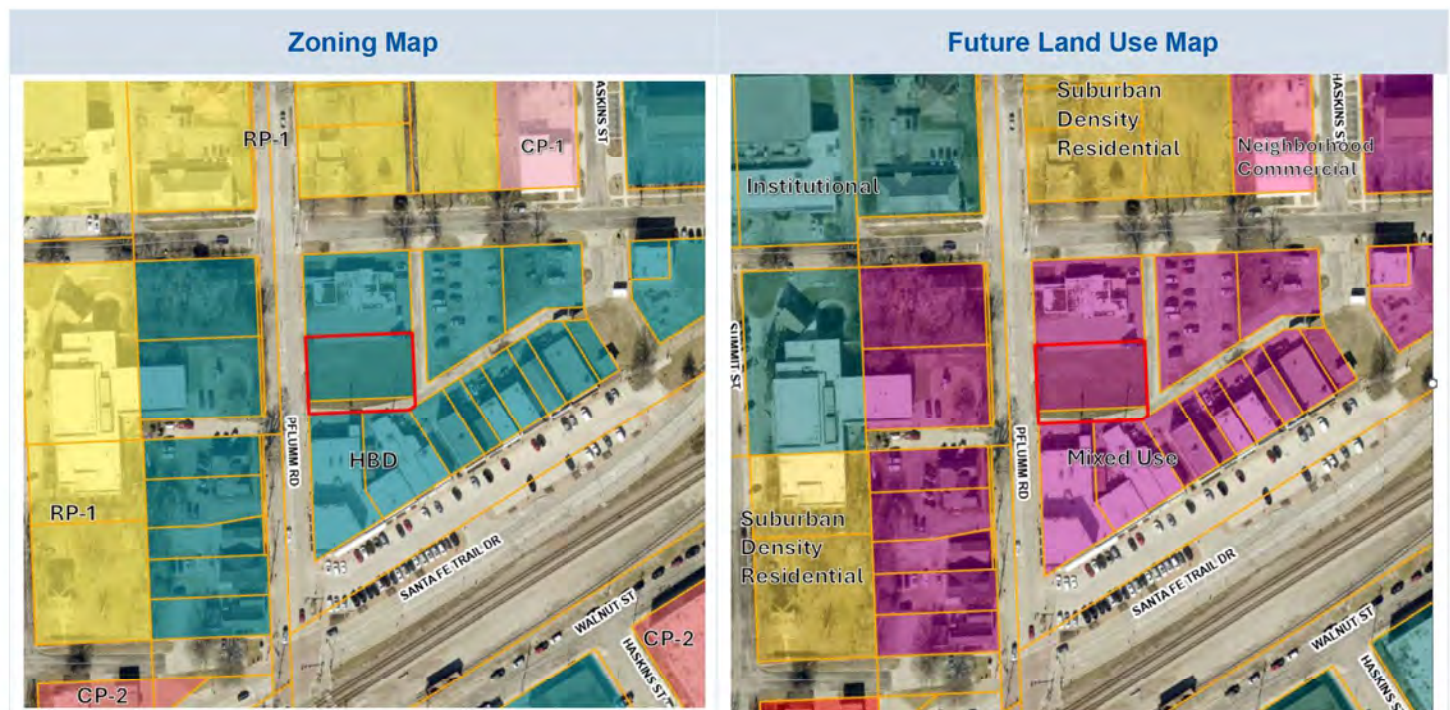 Zoning Map
Future Land Use Map
RP-1
CP-1
HASKINS ST
PFLUMM RD
HBD
RP-1
SANTA FE TRAIL DR
WALNUT ST
HASKINS ST
CP-2
CP-2
Suburban
Density
Residential
Neighborhood
Commercial
HASKINS ST
Institutional
SUMMIT ST
PFLUMM RD
Mixed Use
Suburban
Density
Residential
SANTA FE TRAIL DR
WALNUT ST
HASKINS ST